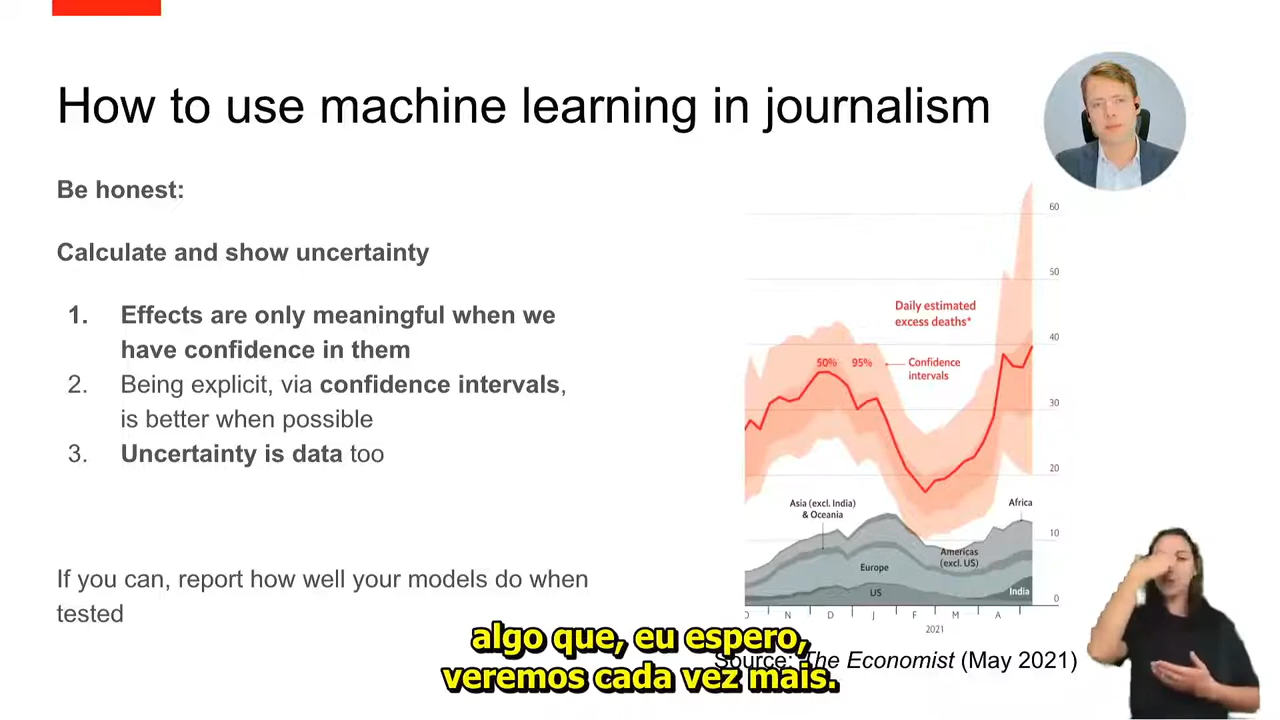 How to use machine learning in journalism
Be honest:
Calculate and show uncertainty
1. Effects are only meaningful when we
have confidence in them
2. Being explicit, via confidence intervals,
is better when possible
3. Uncertainty is data too
If you can, report how well your models do when
tested
60
50
Daily estimated
excess deaths*
40
50% 95% Confidence
intervals
30
20
Asia (excl. India)
& Oceania
Africa
10
Americas
(excl. US)
Europe
US
India
0
N D J F M A
2021
Source: The Economist (May 2021)
algo que, eu espero,
veremos cada vez mais.